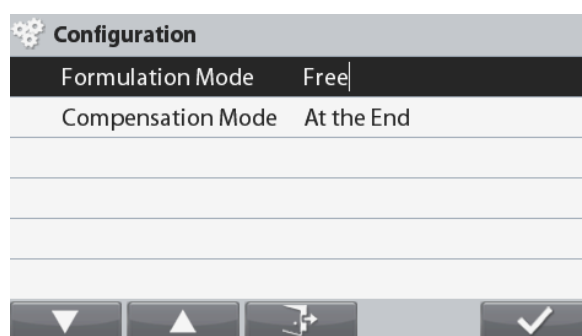 Configuration
Formulation Mode Free
Compensation Mode At the End